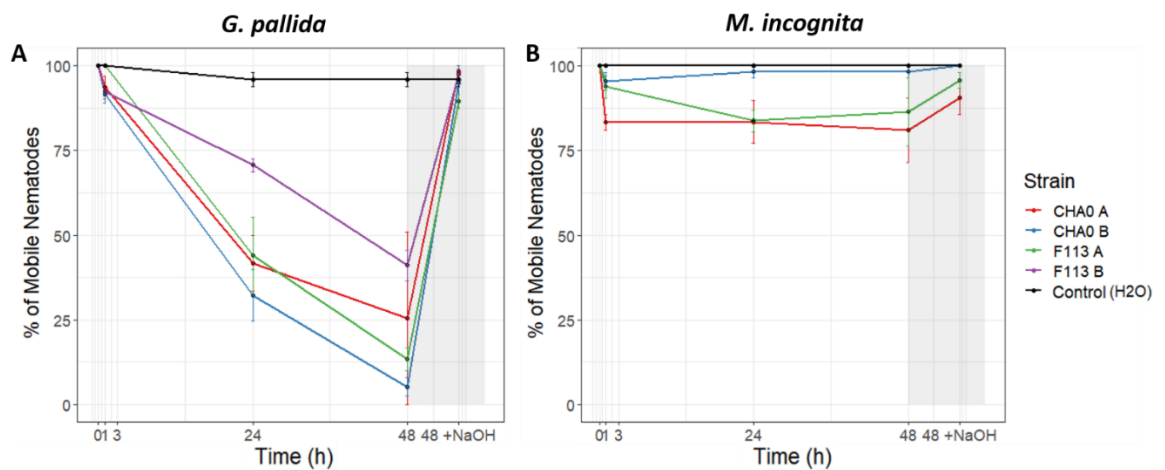 G. pallida
M. incognita
A
B
% of Mobile Nematodes
100
75
50
25
0
01 3 24 48 48 +NaOH
Time (h)
% of Mobile Nematodes
100
75
50
25
0
01 3 24 48 48 +NaOH
Time (h)
Strain
CHA0 A
CHA0 B
F113 A
F113 B
Control (H2O)